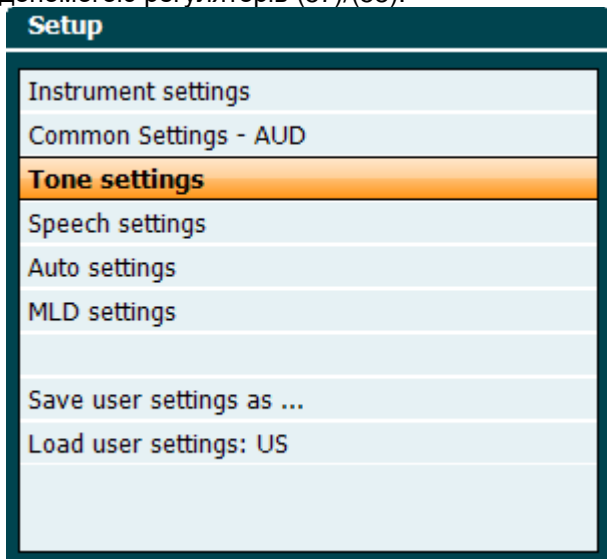 регуляторів
Setup
Instrument settings
Common Settings - AUD
Tone settings
Speech settings
Auto settings
MLD settings
Save user settings as ...
Load user settings: US